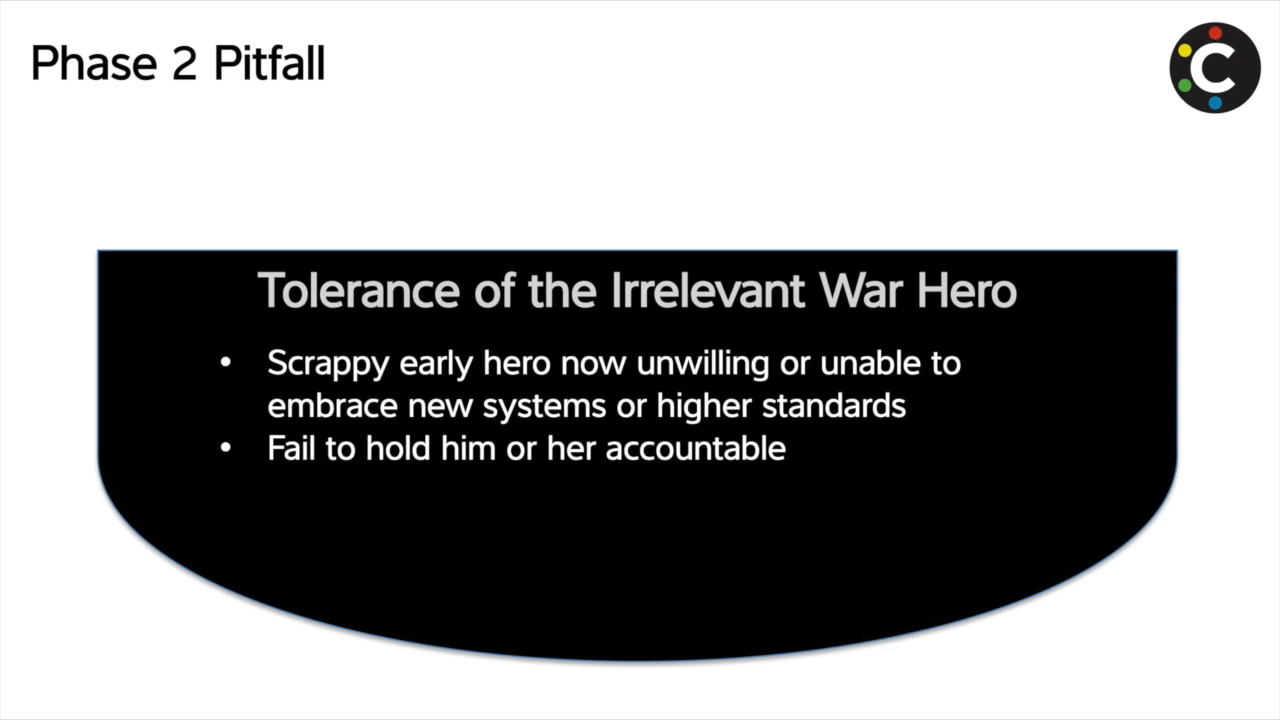 Phase 2 Pitfall
C
Tolerance of the Irrelevant War Hero
• Scrappy early hero now unwilling or unable to
embrace new systems or higher standards
• Fail to hold him or her accountable